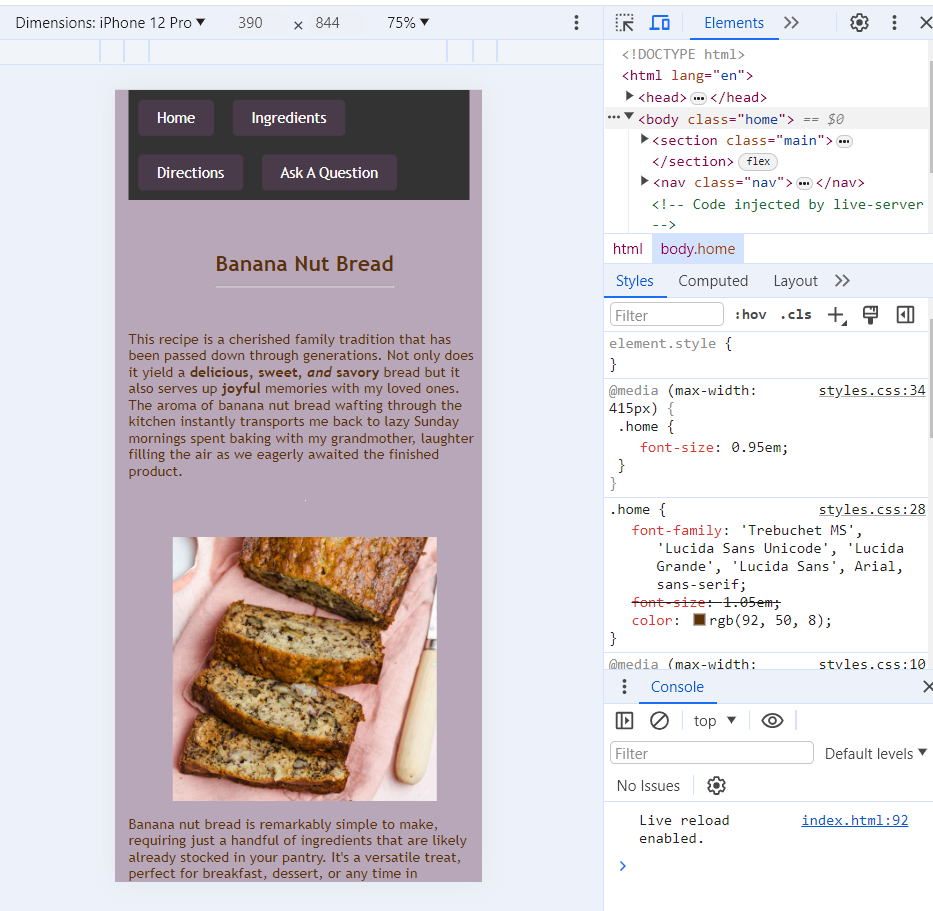 Dimensions: iPhone 12 Pro ▼ 390 × 844 75% ▼
Elements
Home Ingredients
Directions Ask A Question
Banana Nut Bread
This recipe is a cherished family tradition that has
been passed down through generations. Not only does
it yield a delicious, sweet, and savory bread but it
also serves up joyful memories with my loved ones.
The aroma of banana nut bread wafting through the
kitchen instantly transports me back to lazy Sunday
mornings spent baking with my grandmother, laughter
filling the air as we eagerly awaited the finished
product.
Banana nut bread is remarkably simple to make,
requiring just a handful of ingredients that are likely
already stocked in your pantry. It's a versatile treat,
perfect for breakfast, dessert, or any time in
<!DOCTYPE html>
<html lang="en">
<head> ••• </head>
••• <body class="home"> == $0
<section class="main"> •••
</section> flex
<nav class="nav"> ••• </nav>
<!-- Code injected by live-server
-->
html body.home
Styles Computed Layout
Filter :hov .cls
element.style {
}
@media (max-width: styles.css:34
415px) {
.home {
font-size: 0.95em;
}
}
.home { styles.css:28
font-family: 'Trebuchet MS',
'Lucida Sans Unicode', 'Lucida
Grande', 'Lucida Sans', Arial,
sans-serif;
font-size: 1.05em;
color: rgb(92, 50, 8);
}
@media (max-width: styles.css:10
Console
top ▼
Filter Default levels ▼
No Issues
Live reload index.html:92
enabled.